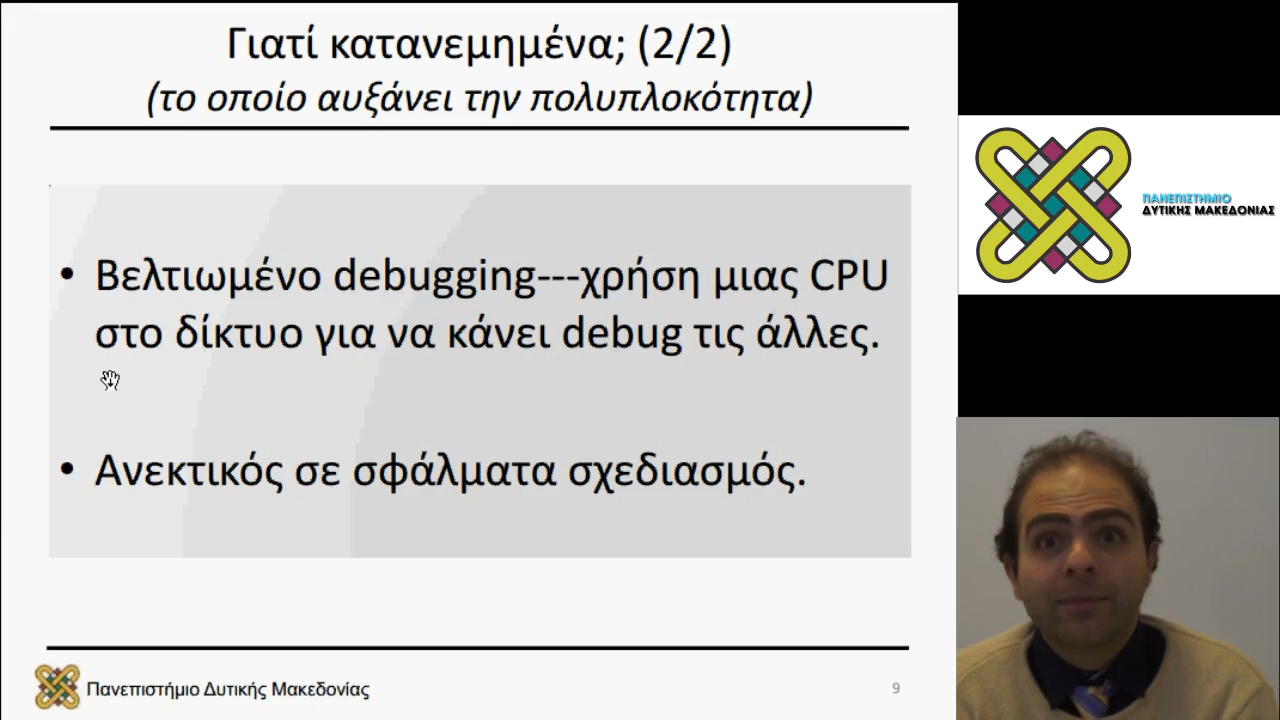 Γιατί κατανεμημένα; (2/2)
(το οποίο αυξάνει την πολυπλοκότητα)
• Βελτιωμένο debugging---χρήση μιας CPU
στο δίκτυο για να κάνει debug τις άλλες.
• Ανεκτικός σε σφάλματα σχεδιασμός.
Πανεπιστήμιο Δυτικής Μακεδονίας
9
ΠΑΝΕΠΙΣΤΗΜΙΟ
ΔΥΤΙΚΗΣ ΜΑΚΕΔΟΝΙΑΣ